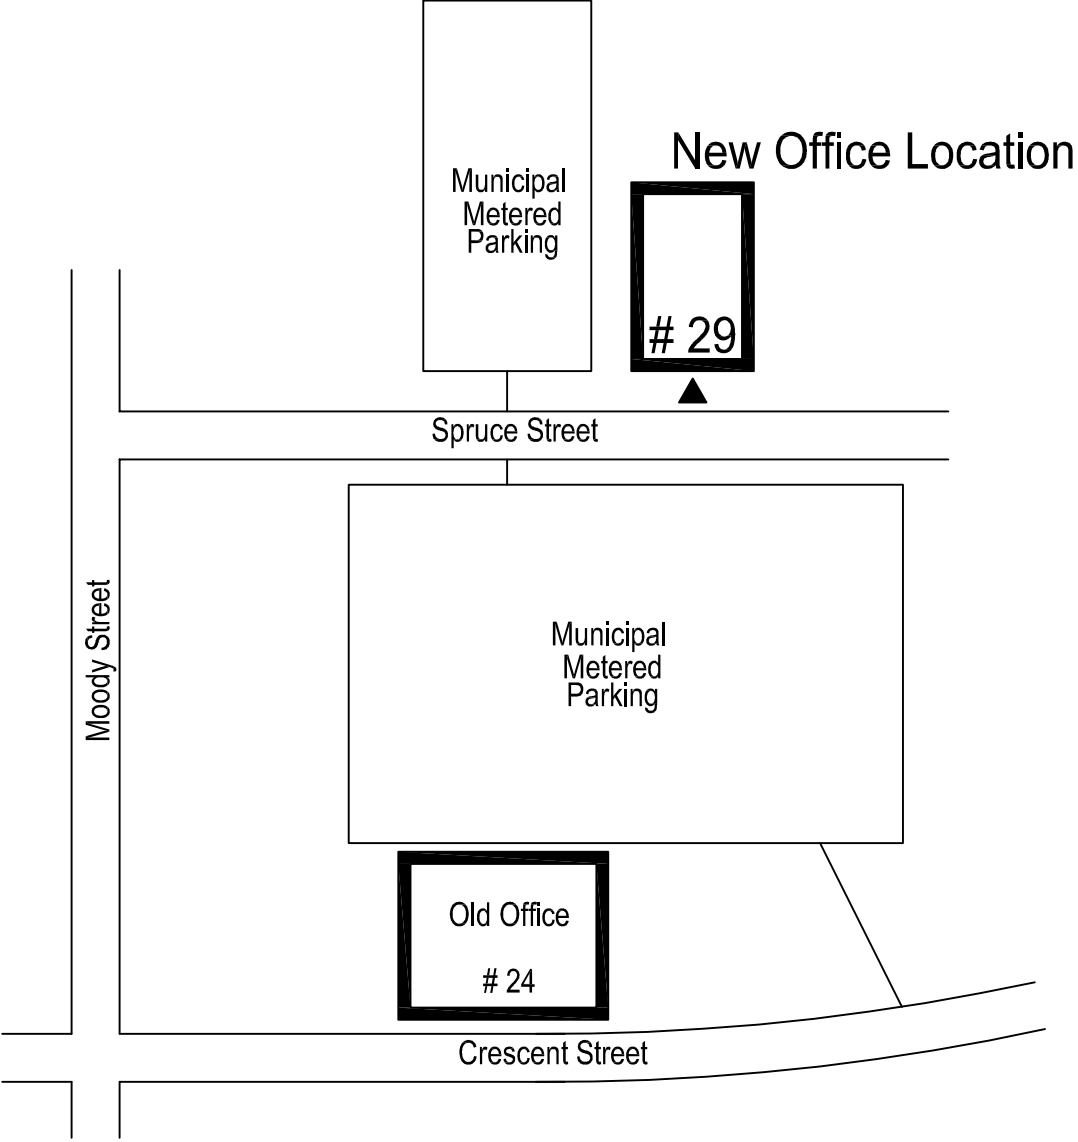 New Office Location
Municipal
Metered
Parking
# 29
Spruce Street
Moody Street
Municipal
Metered
Parking
Old Office
# 24
Crescent Street